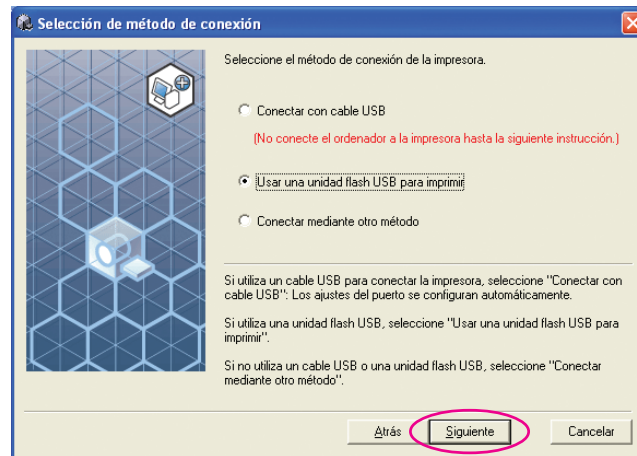 Selección de método de conexión
Seleccione el método de conexión de la impresora.
Conectar con cable USB
(No conecte el ordenador a la impresora hasta la siguiente instrucción.)
Usar una unidad flash USB para imprimir
Conectar mediante otro método
Si utiliza un cable USB para conectar la impresora, seleccione "Conectar con
cable USB": Los ajustes del puerto se configuran automáticamente.
Si utiliza una unidad flash USB, seleccione "Usar una unidad flash USB para
imprimir".
Si no utiliza un cable USB o una unidad flash USB, seleccione "Conectar
mediante otro método".
Atrás
Siguiente
Cancelar